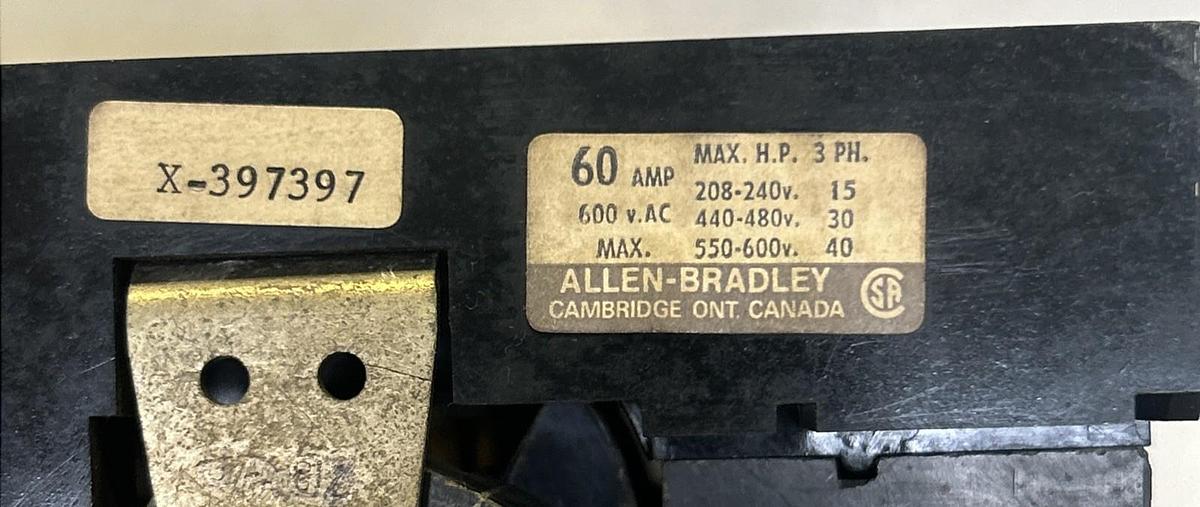 X-397397
60 AMP
600 v.AC
MAX.
MAX. H.P. 3 PH.
208-240v. 15
440-480v. 30
550-600v. 40
ALLEN-BRADLEY
CAMBRIDGE ONT. CANADA
SA